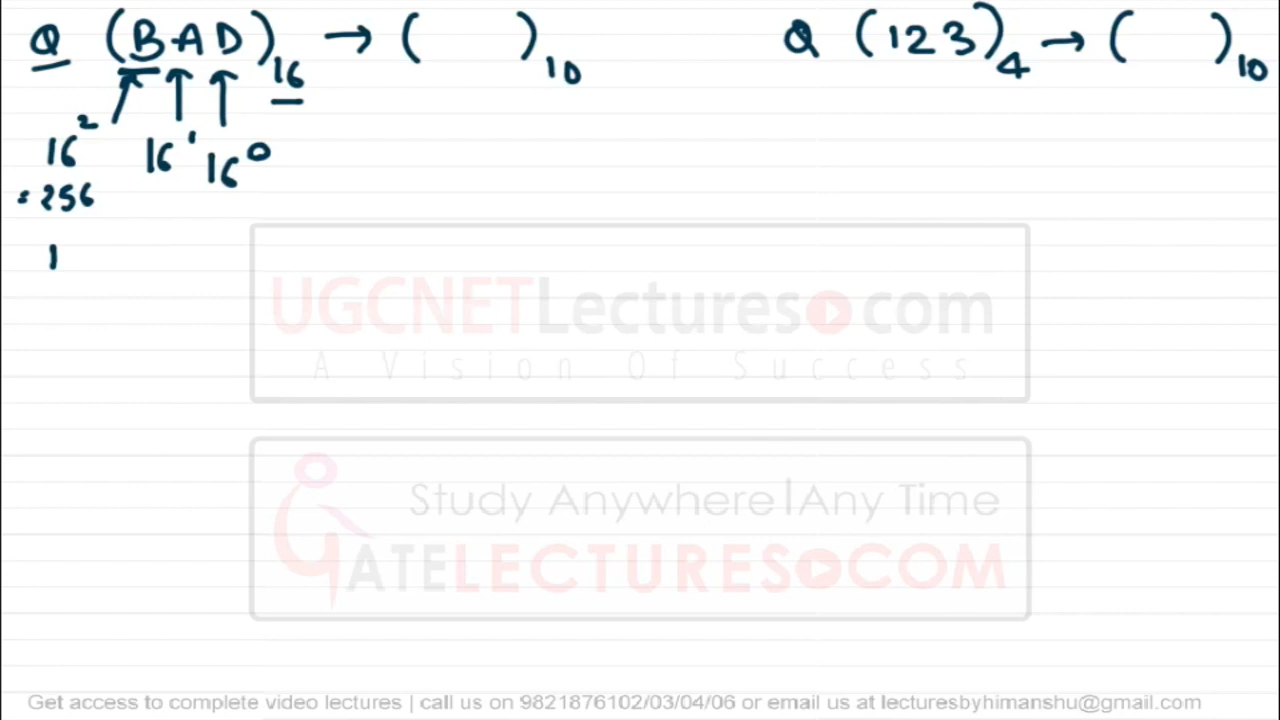 Q (BAD)₁₆ → (  )₁₀
16² 16¹ 16⁰
= 256
1
Q (123)₄ → (  )₁₀
UGCNETLectures.com
A Vision Of Success
Study Anywhere|Any Time
GATELECTURES.COM
Get access to complete video lectures | call us on 9821876102/03/04/06 or email us at lecturesbyhimanshu@gmail.com